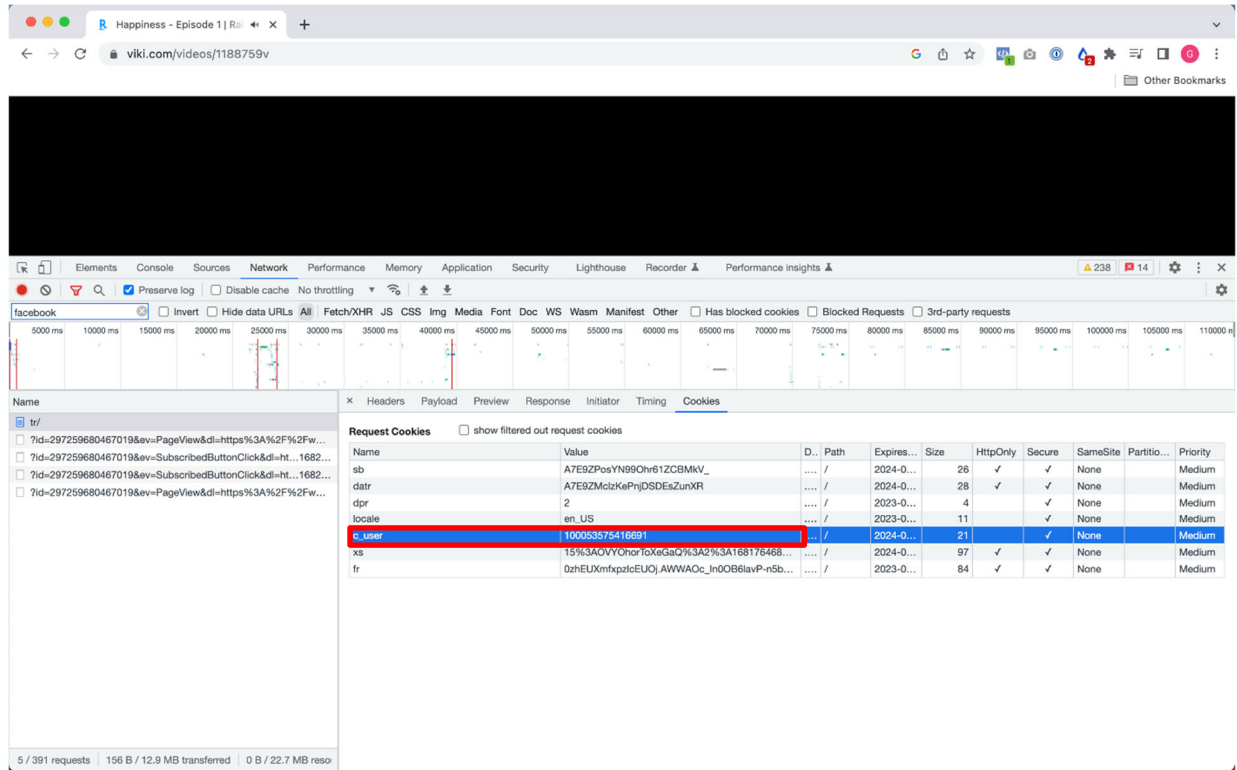 Happiness - Episode 1 | Ra
viki.com/videos/1188759v
G
1
2
Other Bookmarks
Elements Console Sources Network Performance Memory Application Security Lighthouse Recorder Performance insights 238 14
Preserve log Disable cache No throttling
facebook Invert Hide data URLs All Fetch/XHR JS CSS Img Media Font Doc WS Wasm Manifest Other Has blocked cookies Blocked Requests 3rd-party requests
5000 ms 10000 ms 15000 ms 20000 ms 25000 ms 30000 ms 35000 ms 40000 ms 45000 ms 50000 ms 55000 ms 60000 ms 65000 ms 70000 ms 75000 ms 80000 ms 85000 ms 90000 ms 95000 ms 100000 ms 105000 ms 110000 n
Name
tr/
?id=297259680467019&ev=PageView&dl=https%3A%2F%2Fw...
?id=297259680467019&ev=SubscribedButtonClick&dl=ht...1682...
?id=297259680467019&ev=SubscribedButtonClick&dl=ht...1682...
?id=297259680467019&ev=PageView&dl=https%3A%2F%2Fw...
× Headers Payload Preview Response Initiator Timing Cookies
Request Cookies show filtered out request cookies
Name Value D.. Path Expires... Size HttpOnly Secure SameSite Partitio... Priority
sb A7E9ZPosYN99Ohr61ZCBMkV_ .... / 2024-0... 26 ✓ ✓ None Medium
datr A7E9ZMclzKePnjDSDEsZunXR .... / 2024-0... 28 ✓ ✓ None Medium
dpr 2 .... / 2023-0... 4 ✓ None Medium
locale en_US .... / 2023-0... 11 ✓ None Medium
c_user 100053575416691 ... / 2024-0... 21 ✓ None Medium
xs 15%3AOVYOhorToXeGaQ%3A2%3A168176468... .... / 2024-0... 97 ✓ ✓ None Medium
fr 0zhEUXmfxpzlcEUOj.AWWAOc_In0OB6lavP-n5b... .... / 2023-0... 84 ✓ ✓ None Medium
5 / 391 requests 156 B / 12.9 MB transferred 0 B / 22.7 MB resou